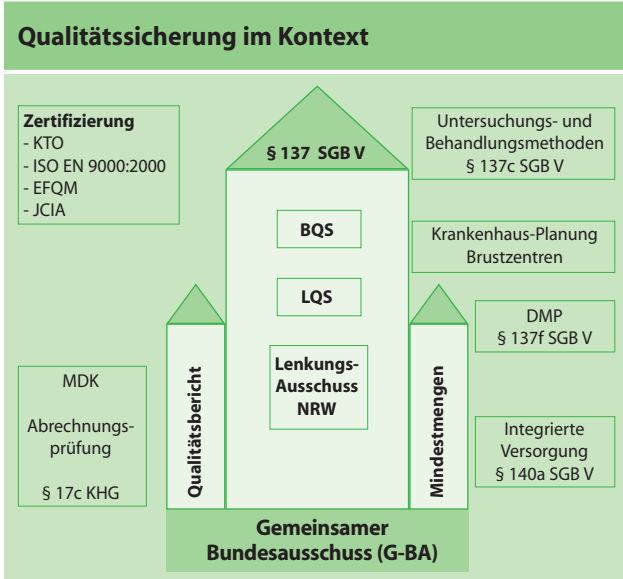 Qualitätssicherung im Kontext
Zertifizierung
- KTO
- ISO EN 9000:2000
- EFQM
- JCIA
§ 137 SGB V
Untersuchungs- und
Behandlungsmethoden
§ 137c SGB V
BQS
Krankenhaus-Planung
Brustzentren
LQS
DMP
§ 137f SGB V
MDK
Abrechnungs-
prüfung
§ 17c KHG
Qualitätsbericht
Lenkungs-
Ausschuss
NRW
Mindestmengen
Integrierte
Versorgung
§ 140a SGB V
Gemeinsamer
Bundesausschuss (G-BA)